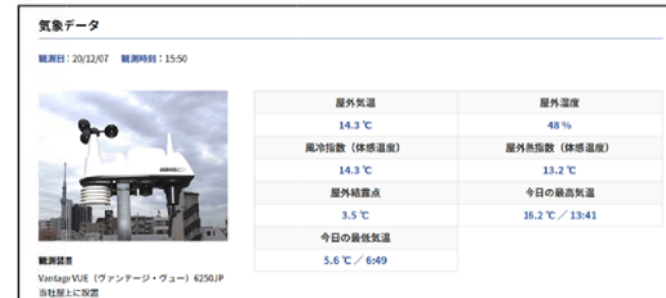 気象データ
観測日：20/12/07 観測時刻：15:50
屋外気温 屋外湿度
14.3 ℃ 48 %
風冷指数（体感温度） 屋外熱指数（体感温度）
14.3 ℃ 13.2 ℃
屋外結露点 今日の最高気温
3.5 ℃ 16.2 ℃ ／ 13:41
今日の最低気温
5.6 ℃ ／ 6:49
観測装置
Vantage VUE（ヴァンテージ・ヴュー）6250JP
当社屋上に設置